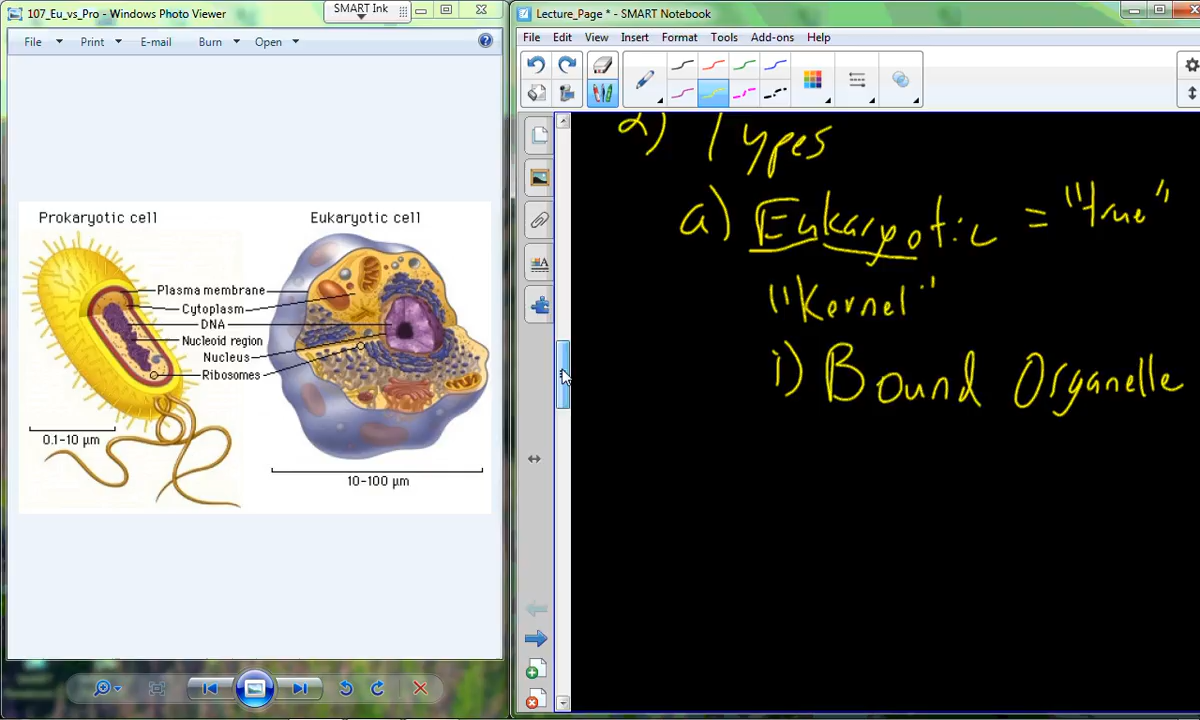 107_Eu_vs_Pro - Windows Photo Viewer
SMART Ink
File Print E-mail Burn Open
Prokaryotic cell
Eukaryotic cell
Plasma membrane
Cytoplasm
DNA
Nucleoid region
Nucleus
Ribosomes
0.1–10 µm
10–100 µm
Lecture_Page * - SMART Notebook
File Edit View Insert Format Tools Add-ons Help
2) Types
a) Eukaryotic = "true"
"Kernel"
i) Bound Organelle